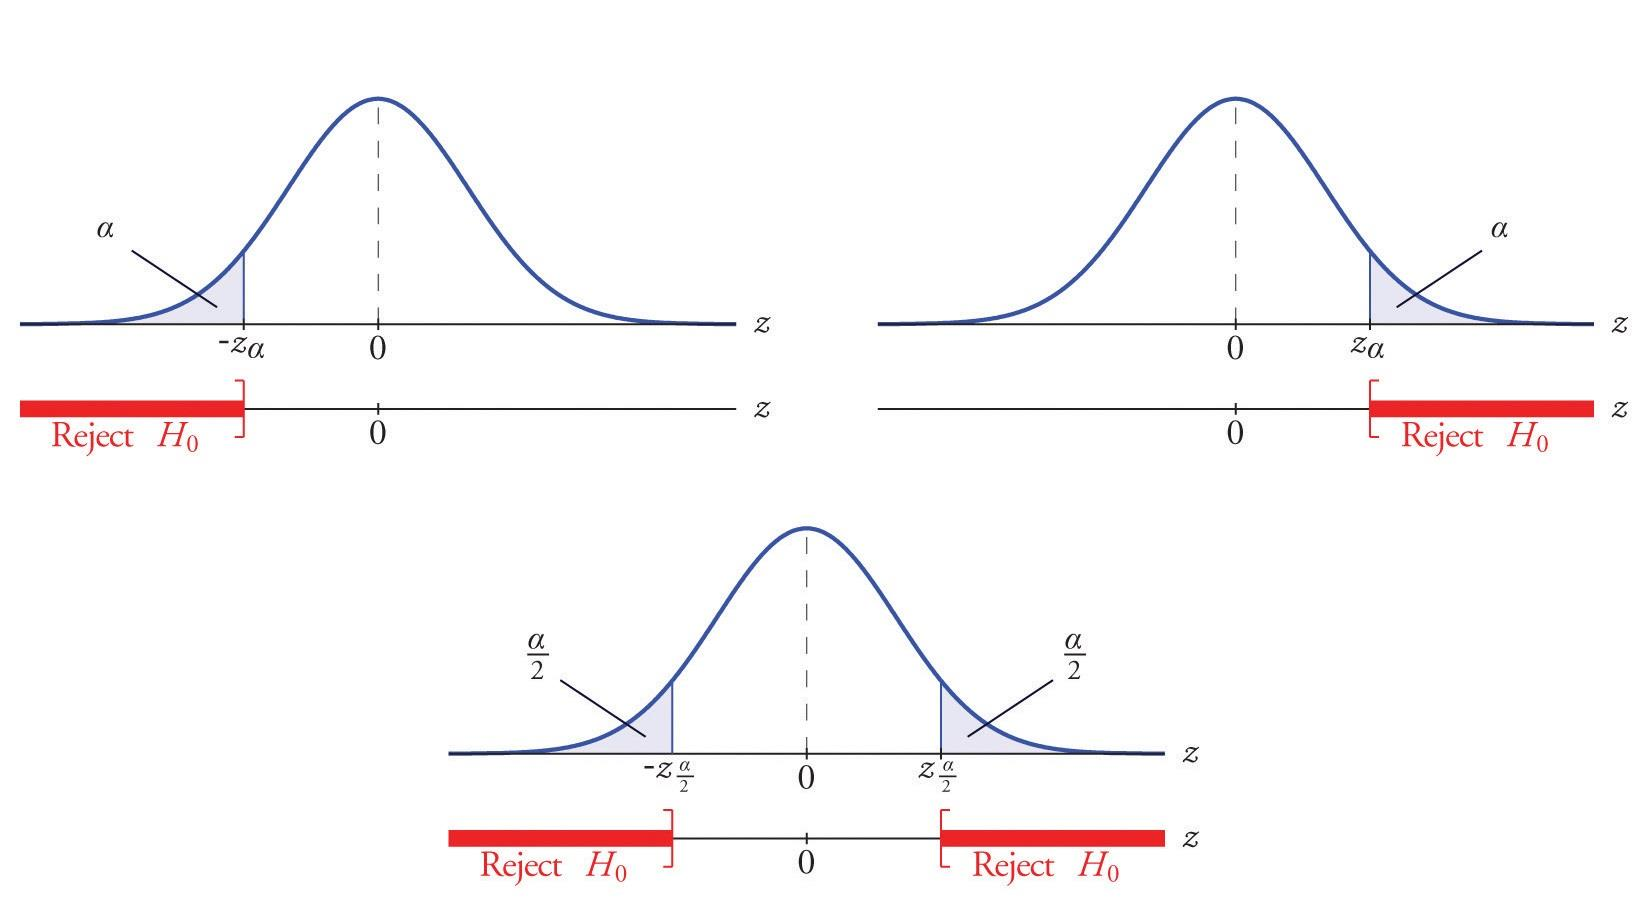 α α
z z
-zα 0 0 zα
z z
0 0
Reject H0 Reject H0
α/2 α/2
z
-zα/2 0 zα/2
z
0
Reject H0 Reject H0